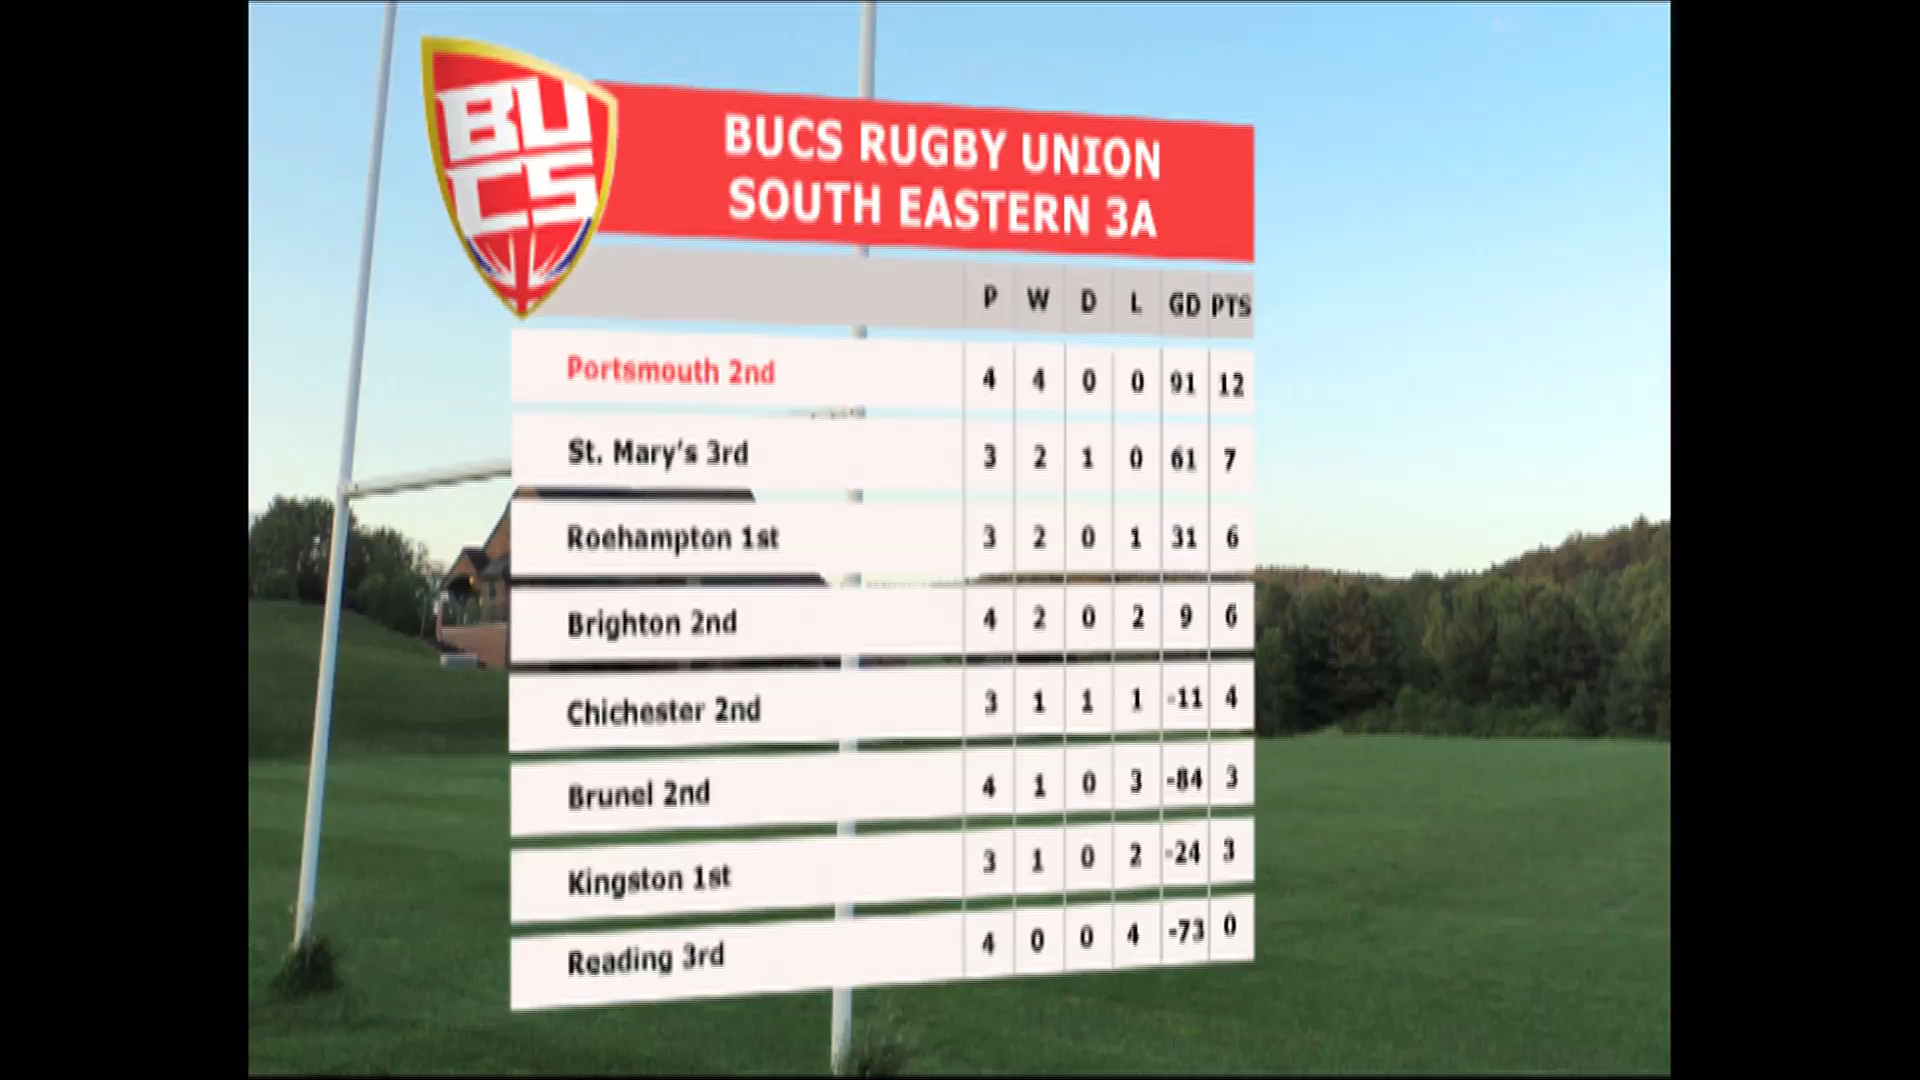 BUCS
BUCS RUGBY UNION
SOUTH EASTERN 3A
P W D L GD PTS
Portsmouth 2nd 4 4 0 0 91 12
St. Mary's 3rd 3 2 1 0 61 7
Roehampton 1st 3 2 0 1 31 6
Brighton 2nd 4 2 0 2 9 6
Chichester 2nd 3 1 1 1 -11 4
Brunel 2nd 4 1 0 3 -84 3
Kingston 1st 3 1 0 2 -24 3
Reading 3rd 4 0 0 4 -73 0